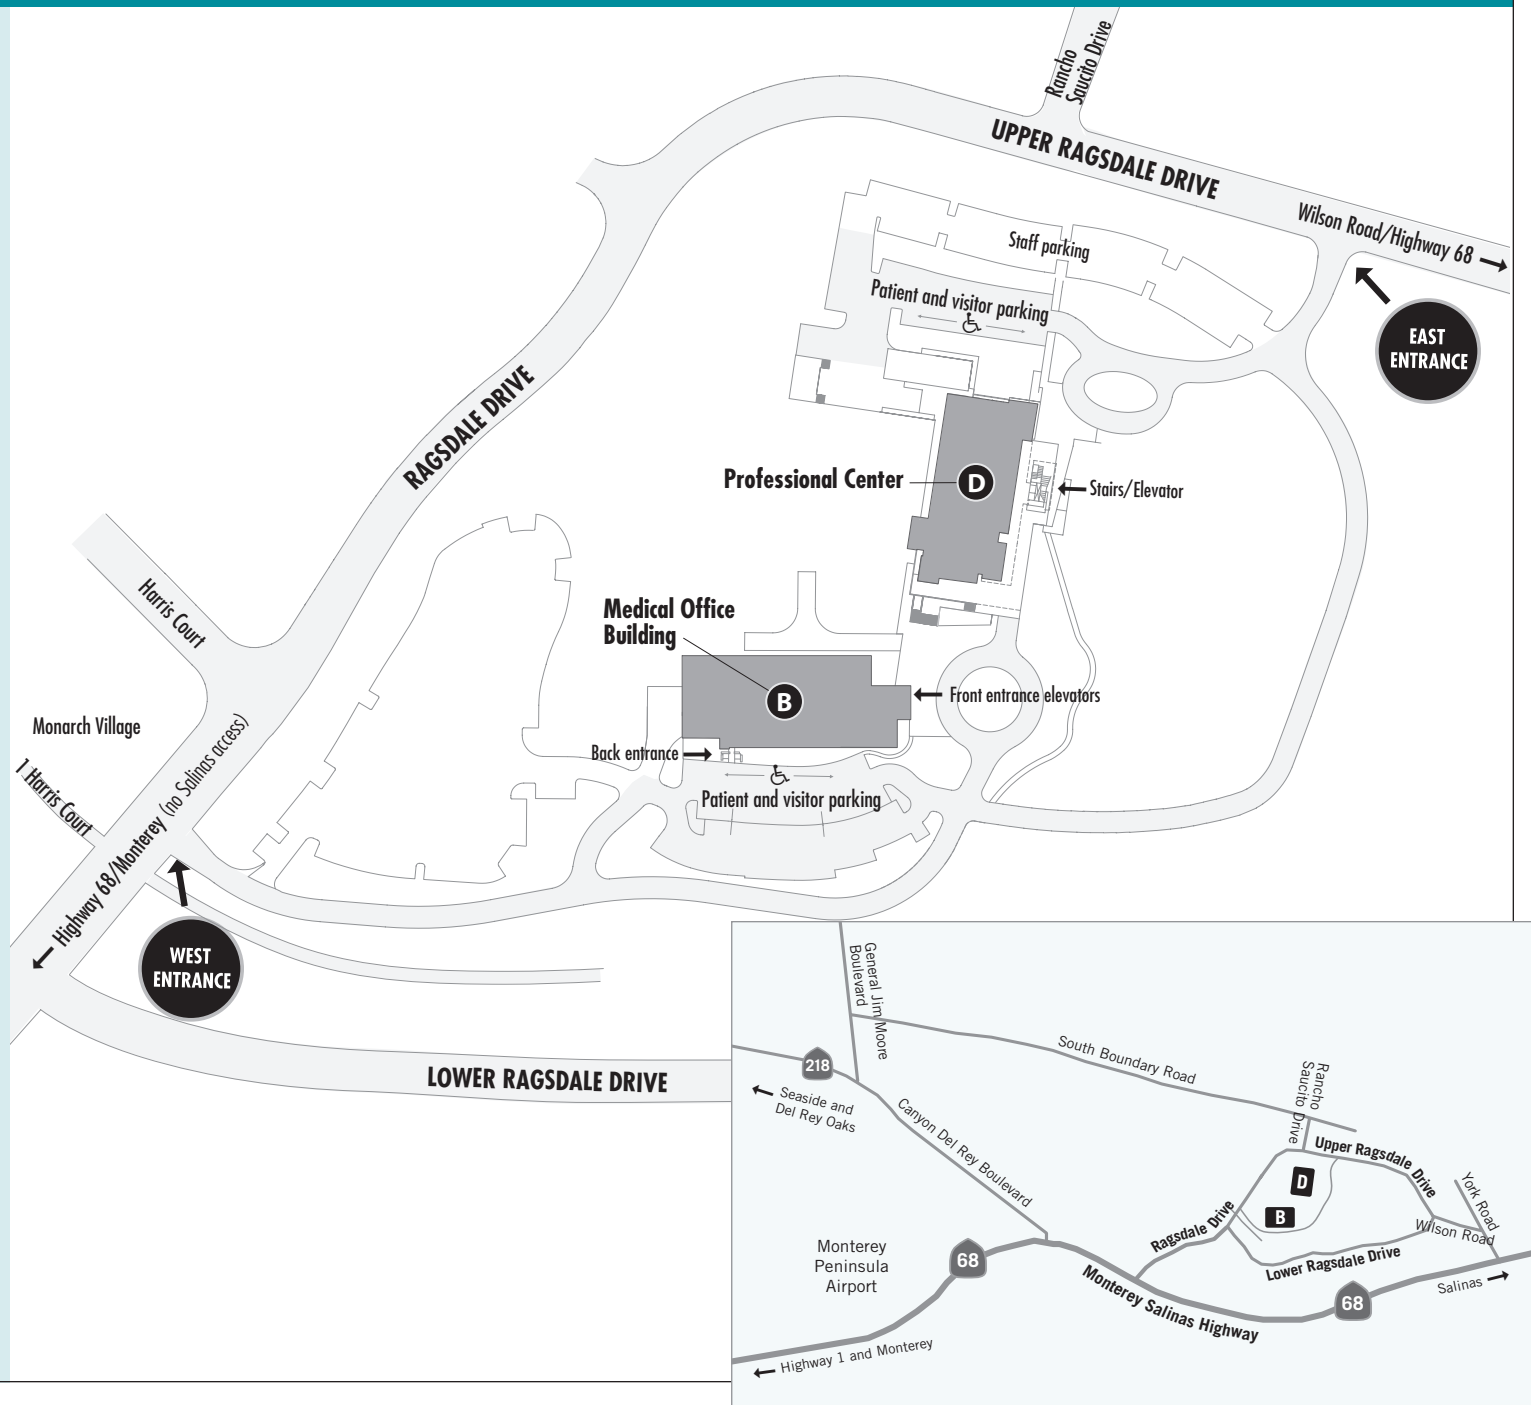 Rancho
Saucito Drive
UPPER RAGSDALE DRIVE
Wilson Road/Highway 68
Staff parking
Patient and visitor parking
EAST
ENTRANCE
RAGSDALE DRIVE
Professional Center
D
Stairs/Elevator
Harris Court
Medical Office
Building
B
Front entrance elevators
Monarch Village
Back entrance
1 Harris Court
Patient and visitor parking
Highway 68/Monterey (no Salinas access)
WEST
ENTRANCE
LOWER RAGSDALE DRIVE
General Jim Moore
Boulevard
218
South Boundary Road
Rancho
Saucito Drive
Seaside and
Del Rey Oaks
Canyon Del Rey Boulevard
Upper Ragsdale Drive
D
B
York Road
Ragsdale Drive
Wilson Road
Monterey
Peninsula
Airport
68
Lower Ragsdale Drive
Monterey Salinas Highway
68
Salinas
Highway 1 and Monterey